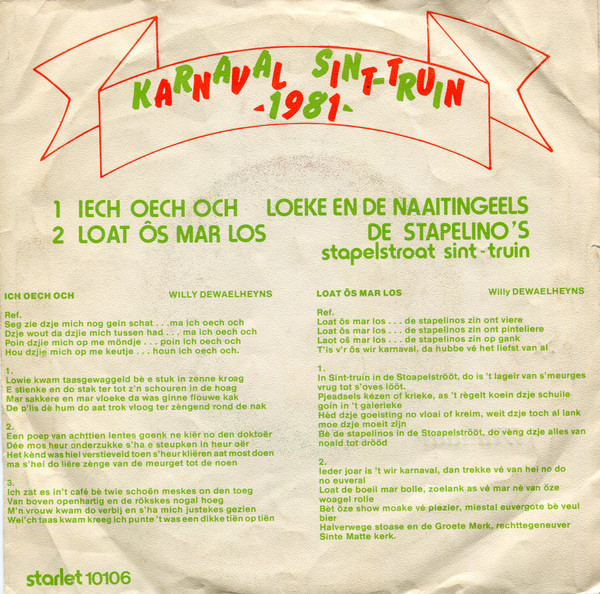 KARNAVAL SINT-TRUIN
-1981-
1 IECH OECH OCH LOEKE EN DE NAAITINGEELS
2 LOAT ÔS MAR LOS DE STAPELINO'S
stapelstroat sint-truin
ICH OECH OCH WILLY DEWAELHEYNS
Ref.
Seg zie dzje mich nog gein schat . . .ma ich oech och
Dzje wout da dzjie mich tussen had . . . ma ich oech och
Poin dzjie mich op me möndje . . . poin ich oech och
Hou dzjie mich op me keutje . . . houn ich oech och.
1.
Lowie kwam taasgewaggeld bè e stuk in zènne kroag
E stienke en do stak ter tot z'n schouren in de hoag
Mar sakkere en mar vloeke da was ginne flouwe kak
De p'lis dè hum do aat trok vloog ter zèngend rond de nak
2.
Een poep van achttien lentes goenk ne kiër no den doktoër
Dée mos heur onderzukke s'ha e steupken in heur oër
Het kènd was hiel verstieveld toen s'heur kliëren aat most doen
ma s'hei do lière zènge van de meurget tot de noen
3.
Ich zat es in't café bè twie schoën meskes on den toeg
Van boven openhartig en de rökskes nogal hoeg
M'n vrouw kwam do verbij en s'ha mich justekes gezien
Wei'ch taas kwam kreeg ich punte 't was een dikke tiën op tiën
LOAT ÔS MAR LOS Willy DEWAELHEYNS
Ref.
Loat ôs mar los . . . de stapelinos zin ont viere
Loat ôs mar los . . . de stapelinos zin ont pinteliere
Laot oš mar los . . . de stapelinos zin op gank
T'is v'r ôs wir karnaval, da hubbe vé het liefst van al
1.
In Sint-truin in de Stoapelströöt, do is 't lageir van s'meurges
vrug tot s'oves lööt.
Pjeadsels kézen of krieke, as 't règelt koein dzje schuile
goin in 't galerieke
Hèd dzje goeisting no vloai of kreim, weit dzje toch al lank
moe dzje moeit zijn
Bè de stapelinos in de Stoapelströöt, do vèng dzje alles van
noald tot dröód
2.
Ieder joar is 't wir karnaval, dan trekke vé van hei no do
no euveral
Loat de boeil mar bolle, zoelank as vé mar nè van öze
woagel rolle
Bèt öze show moake vé plezier, miestal euvergote bè veul
bier
Halverwege stoase en de Groete Merk, rechttegeneuver
Sinte Matte kerk.
starlet 10106